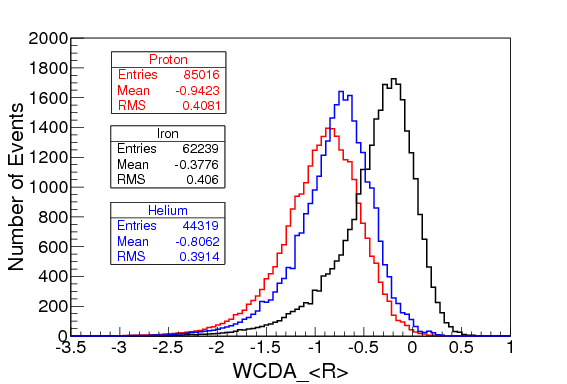 2000
1800
1600
1400
1200
1000
800
600
400
200
0
Number of Events
Proton
Entries 85016
Mean -0.9423
RMS 0.4081
Iron
Entries 62239
Mean -0.3776
RMS 0.406
Helium
Entries 44319
Mean -0.8062
RMS 0.3914
-3.5 -3 -2.5 -2 -1.5 -1 -0.5 0 0.5 1
WCDA_<R>